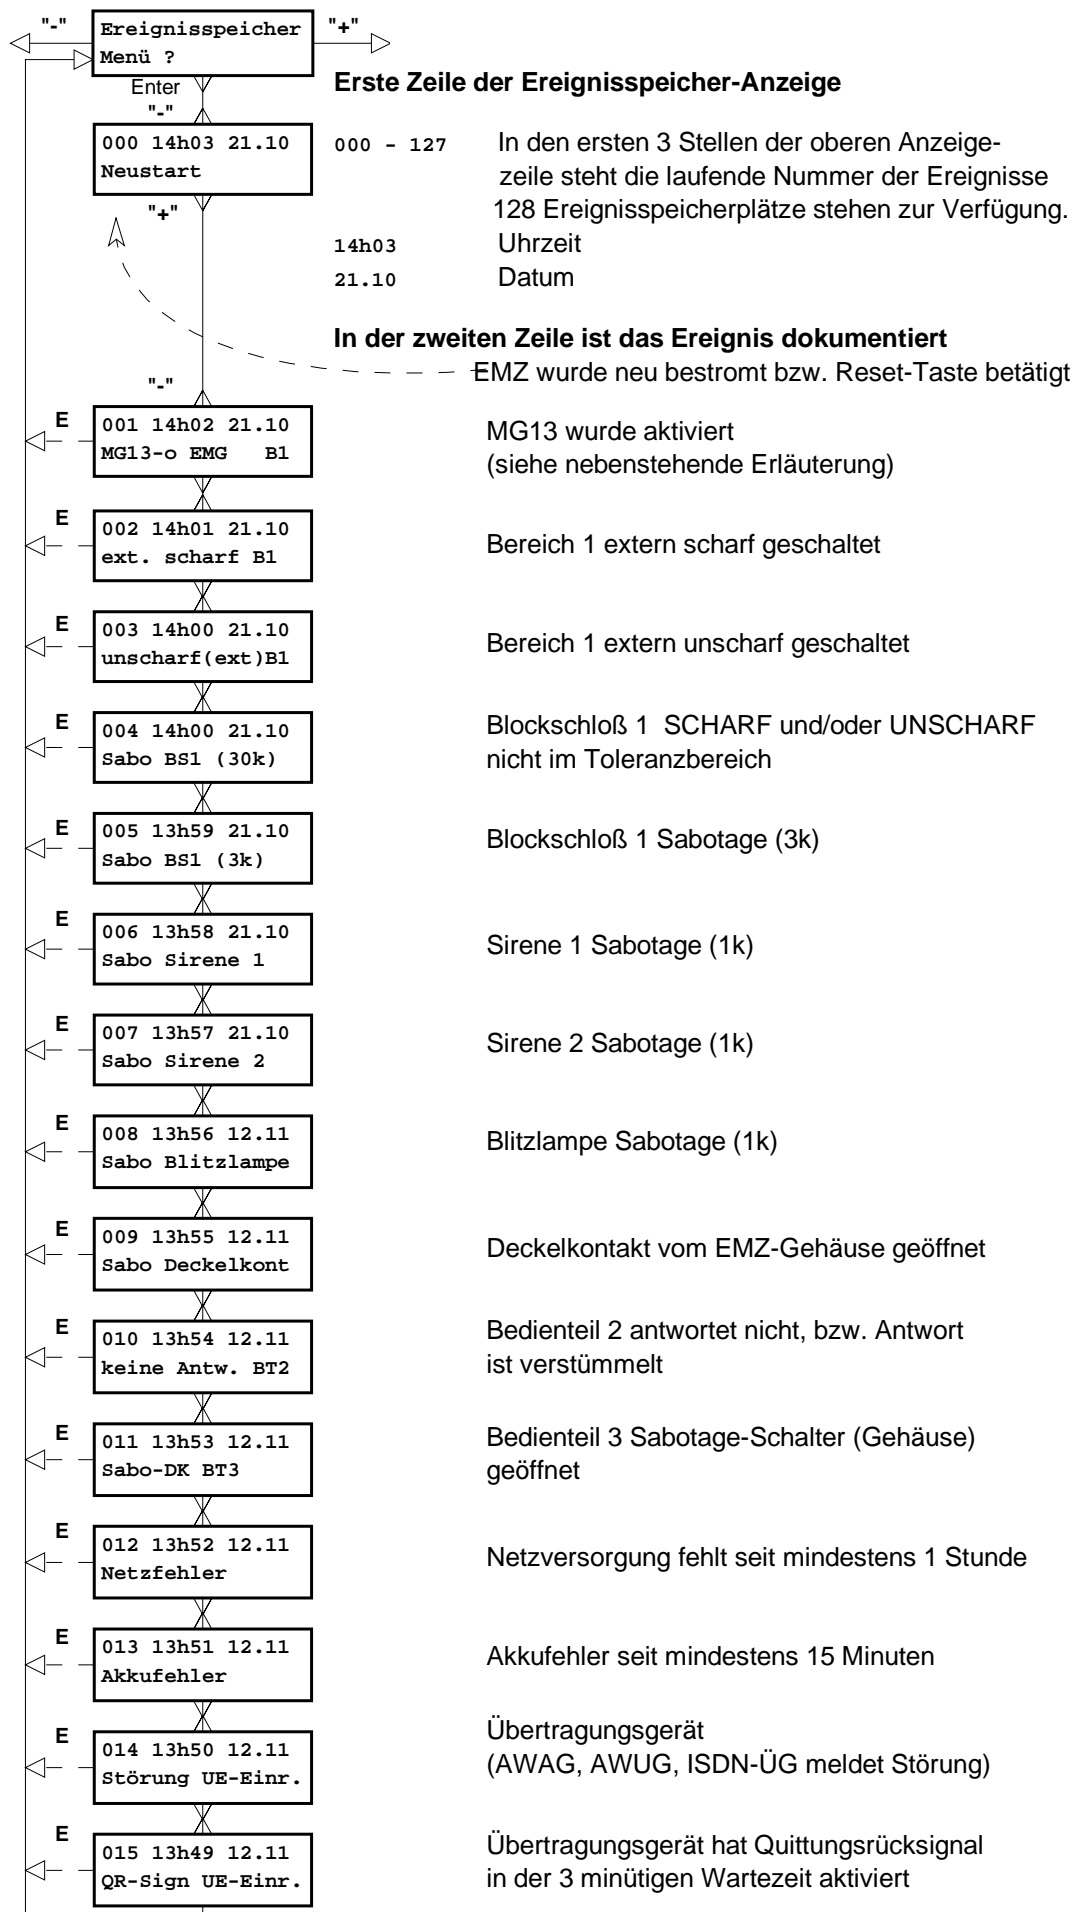 "-"
Ereignisspeicher
Menü ?
"+"
Enter
"-"
Erste Zeile der Ereignisspeicher-Anzeige
000 14h03 21.10
Neustart
"+"
000 - 127 In den ersten 3 Stellen der oberen Anzeige-
zeile steht die laufende Nummer der Ereignisse
128 Ereignisspeicherplätze stehen zur Verfügung.
14h03 Uhrzeit
21.10 Datum
In der zweiten Zeile ist das Ereignis dokumentiert
EMZ wurde neu bestromt bzw. Reset-Taste betätigt
"-"
E
001 14h02 21.10
MG13-o EMG B1
MG13 wurde aktiviert
(siehe nebenstehende Erläuterung)
E
002 14h01 21.10
ext. scharf B1
Bereich 1 extern scharf geschaltet
E
003 14h00 21.10
unscharf(ext)B1
Bereich 1 extern unscharf geschaltet
E
004 14h00 21.10
Sabo BS1 (30k)
Blockschloß 1 SCHARF und/oder UNSCHARF
nicht im Toleranzbereich
E
005 13h59 21.10
Sabo BS1 (3k)
Blockschloß 1 Sabotage (3k)
E
006 13h58 21.10
Sabo Sirene 1
Sirene 1 Sabotage (1k)
E
007 13h57 21.10
Sabo Sirene 2
Sirene 2 Sabotage (1k)
E
008 13h56 12.11
Sabo Blitzlampe
Blitzlampe Sabotage (1k)
E
009 13h55 12.11
Sabo Deckelkont
Deckelkontakt vom EMZ-Gehäuse geöffnet
E
010 13h54 12.11
keine Antw. BT2
Bedienteil 2 antwortet nicht, bzw. Antwort
ist verstümmelt
E
011 13h53 12.11
Sabo-DK BT3
Bedienteil 3 Sabotage-Schalter (Gehäuse)
geöffnet
E
012 13h52 12.11
Netzfehler
Netzversorgung fehlt seit mindestens 1 Stunde
E
013 13h51 12.11
Akkufehler
Akkufehler seit mindestens 15 Minuten
E
014 13h50 12.11
Störung UE-Einr.
Übertragungsgerät
(AWAG, AWUG, ISDN-ÜG meldet Störung)
E
015 13h49 12.11
QR-Sign UE-Einr.
Übertragungsgerät hat Quittungsrücksignal
in der 3 minütigen Wartezeit aktiviert